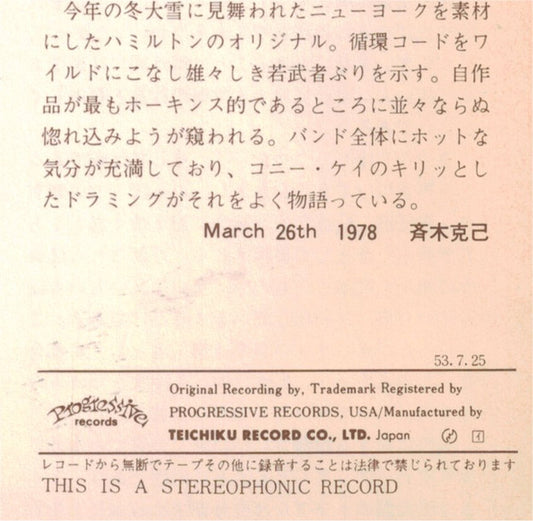 今年の冬大雪に見舞われたニューヨークを素材
にしたハミルトンのオリジナル。循環コードをワ
イルドにこなし雄々しき若武者ぶりを示す。自作
品が最もホーキンス的であるところに並々ならぬ
惚れ込みようが窺われる。バンド全体にホットな
気分が充満しており、コニー・ケイのキリッとし
たドラミングがそれをよく物語っている。
March 26th 1978 斉木克己
53.7.25
Progressive records
Original Recording by, Trademark Registered by
PROGRESSIVE RECORDS, USA/Manufactured by
TEICHIKU RECORD CO., LTD. Japan
レコードから無断でテープその他に録音することは法律で禁じられております
THIS IS A STEREOPHONIC RECORD